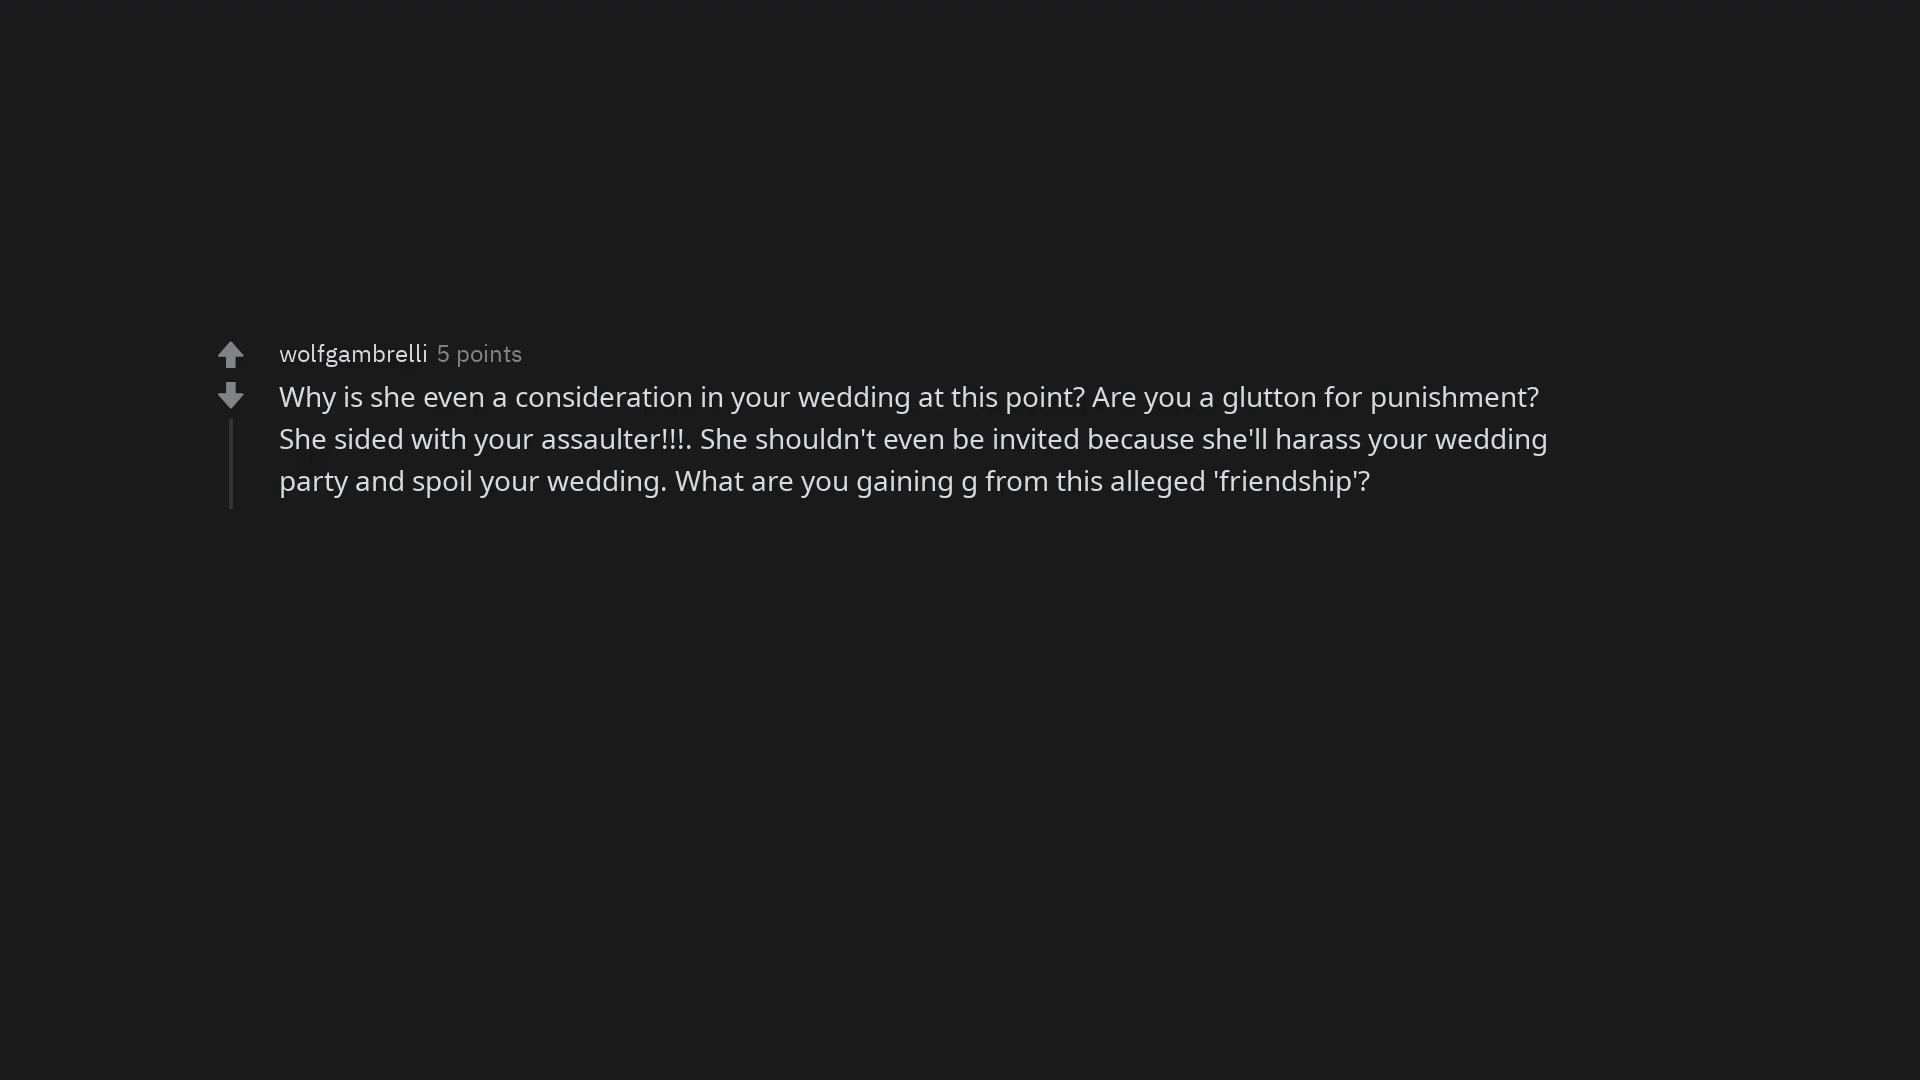 wolfgambrelli 5 points
Why is she even a consideration in your wedding at this point? Are you a glutton for punishment?
She sided with your assaulter!!!. She shouldn't even be invited because she'll harass your wedding
party and spoil your wedding. What are you gaining g from this alleged 'friendship'?